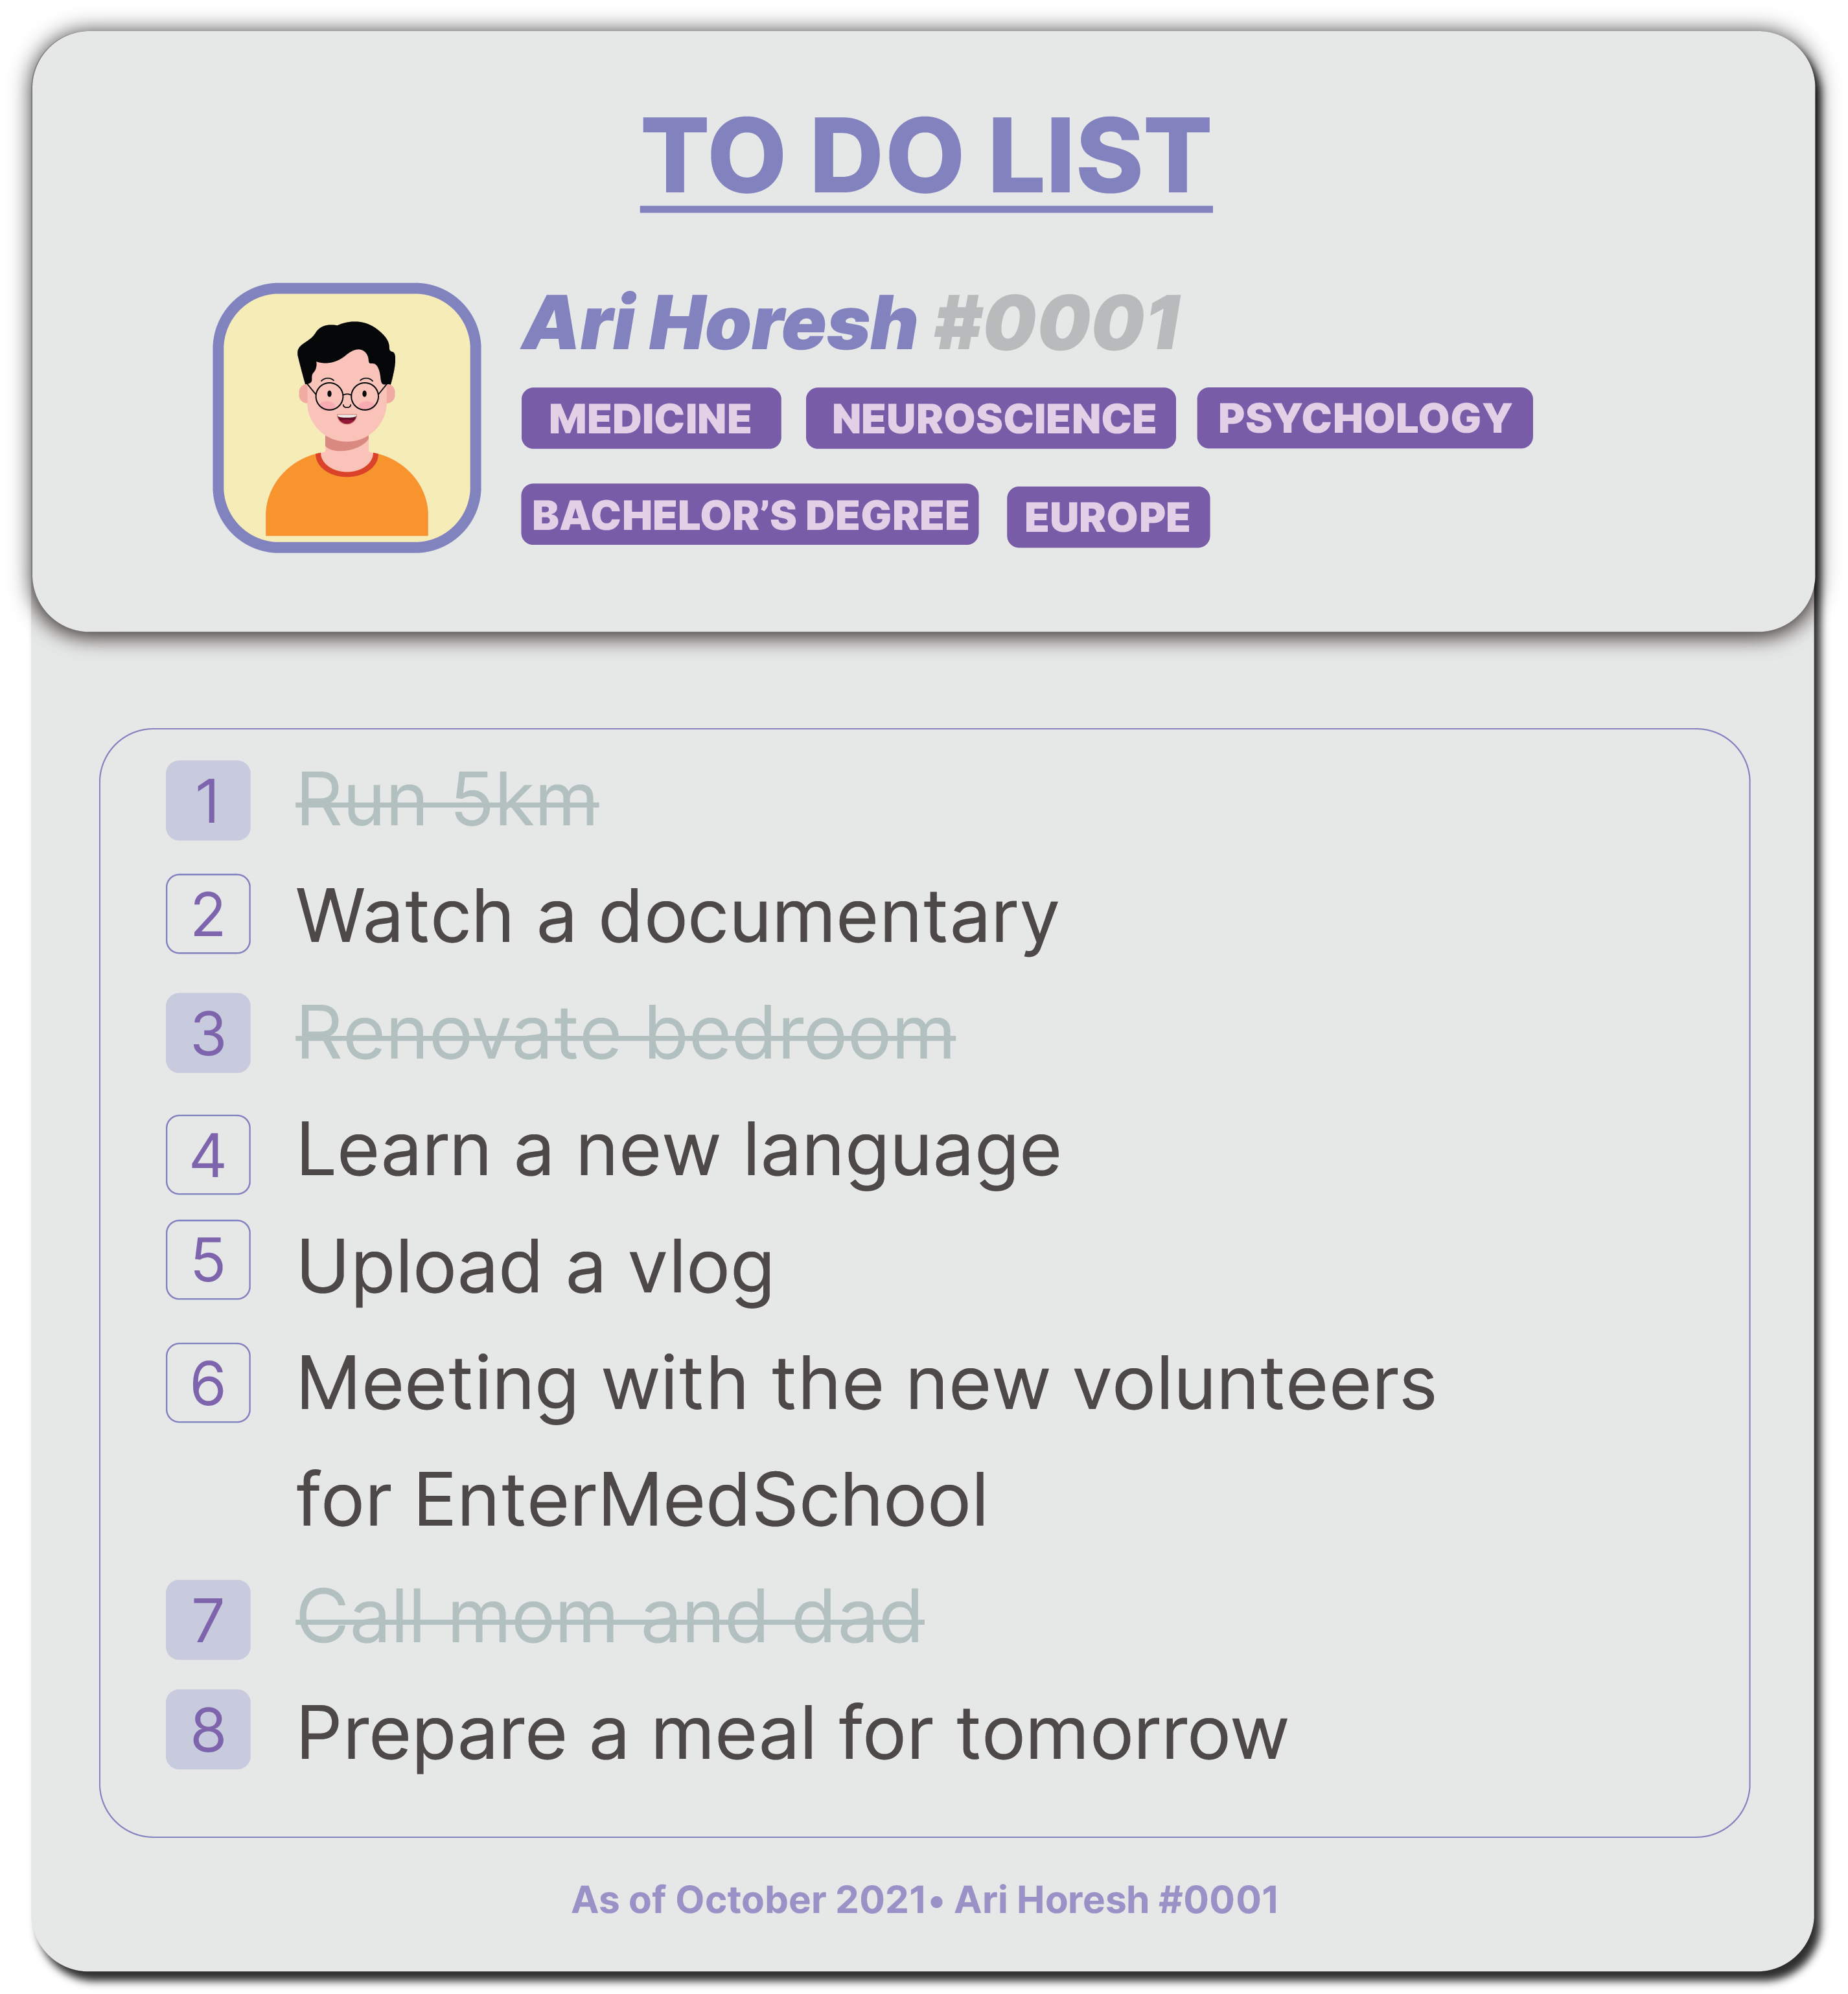 TO DO LIST
Ari Horesh #0001
MEDICINE NEUROSCIENCE PSYCHOLOGY
BACHELOR’S DEGREE EUROPE
1 Run 5km
2 Watch a documentary
3 Renovate bedroom
4 Learn a new language
5 Upload a vlog
6 Meeting with the new volunteers
for EnterMedSchool
7 Call mom and dad
8 Prepare a meal for tomorrow
As of October 2021• Ari Horesh #0001